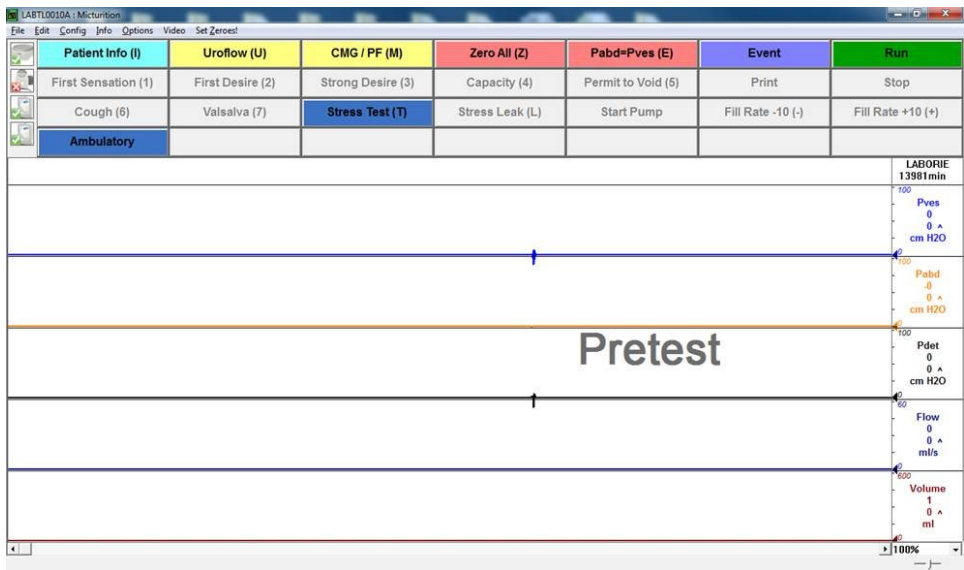 LABTL0010A : Micturition
File Edit Config Info Options Video Set Zeroes!
Patient Info (I) Uroflow (U) CMG / PF (M) Zero All (Z) Pabd=Pves (E) Event Run
First Sensation (1) First Desire (2) Strong Desire (3) Capacity (4) Permit to Void (5) Print Stop
Cough (6) Valsalva (7) Stress Test (T) Stress Leak (L) Start Pump Fill Rate -10 (-) Fill Rate +10 (+)
Ambulatory
LABORIE
13981min
100
Pves
0
0 ^
cm H2O
0
100
Pabd
-0
0 ^
cm H2O
0
Pretest
100
Pdet
0
0 ^
cm H2O
0
60
Flow
0
0 ^
ml/s
0
600
Volume
1
0 ^
ml
0
100%